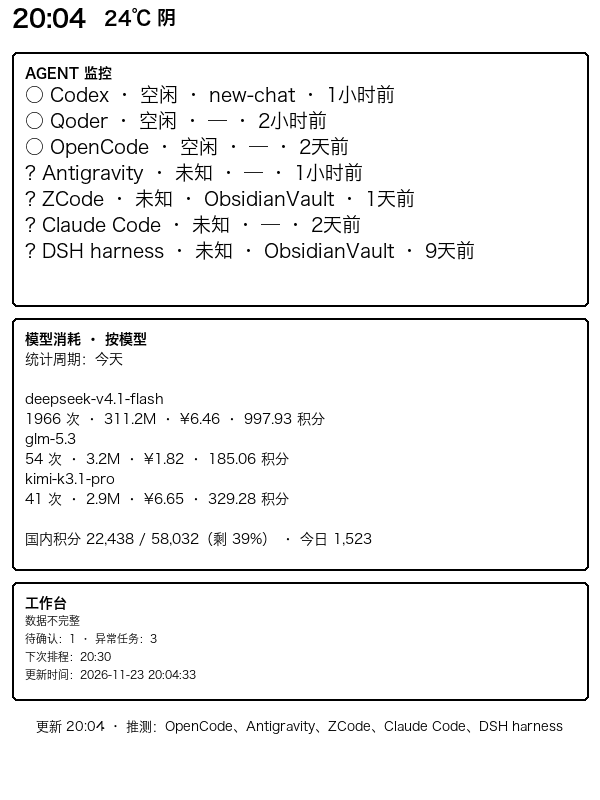 20:04 24℃ 阴
AGENT 监控
○ Codex · 空闲 · new-chat · 1小时前
○ Qoder · 空闲 · — · 2小时前
○ OpenCode · 空闲 · — · 2天前
? Antigravity · 未知 · — · 1小时前
? ZCode · 未知 · ObsidianVault · 1天前
? Claude Code · 未知 · — · 2天前
? DSH harness · 未知 · ObsidianVault · 9天前
模型消耗 · 按模型
统计周期：今天
deepseek-v4.1-flash
1966 次 · 311.2M · ¥6.46 · 997.93 积分
glm-5.3
54 次 · 3.2M · ¥1.82 · 185.06 积分
kimi-k3.1-pro
41 次 · 2.9M · ¥6.65 · 329.28 积分
国内积分 22,438 / 58,032（剩 39%） · 今日 1,523
工作台
数据不完整
待确认：1 · 异常任务：3
下次排程：20:30
更新时间：2026-11-23 20:04:33
更新 20:04 · 推测：OpenCode、Antigravity、ZCode、Claude Code、DSH harness